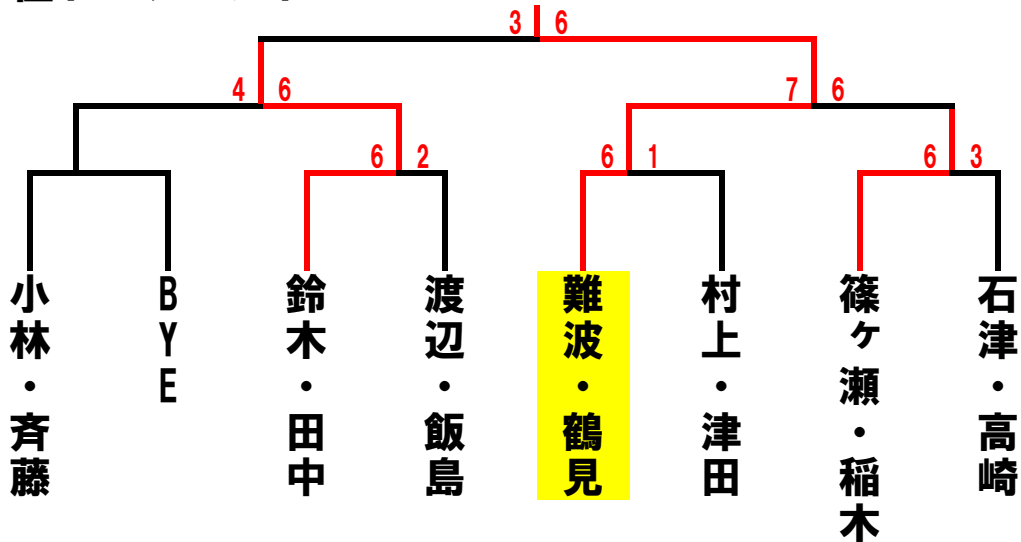 3 6
4 6
7 6
6 2
6 1
6 3
小林・斉藤
BYE
鈴木・田中
渡辺・飯島
難波・鶴見
村上・津田
篠ヶ瀬・稲木
石津・高崎